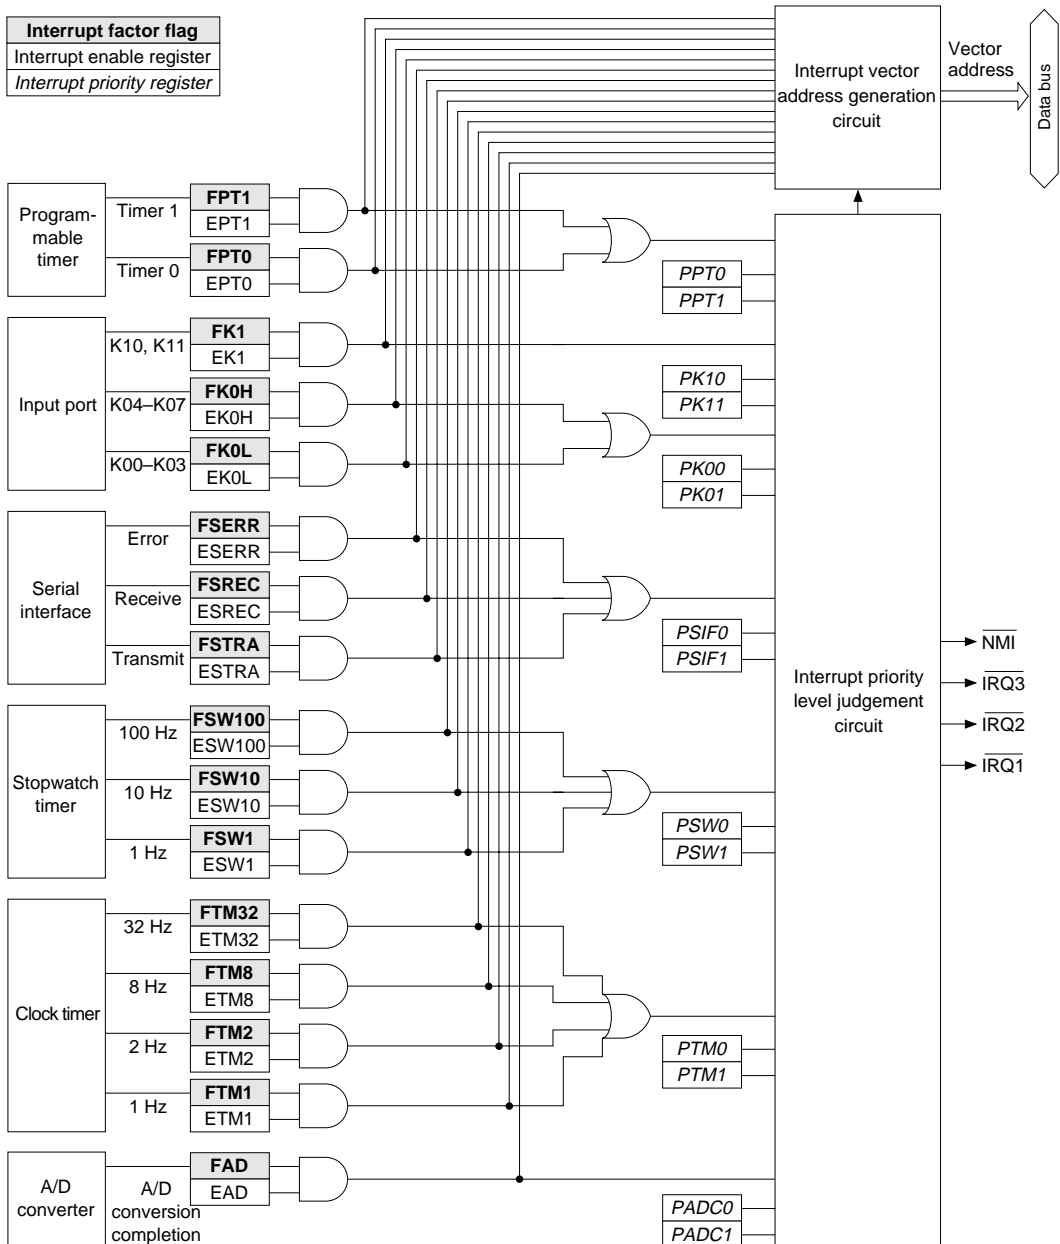 Interrupt factor flag
Interrupt enable register
Interrupt priority register
Interrupt vector
address generation
circuit
Vector
address
Data bus
Program-
mable
timer
Timer 1
FPT1
EPT1
Timer 0
FPT0
EPT0
PPT0
PPT1
Input port
K10, K11
FK1
EK1
K04–K07
FK0H
EK0H
K00–K03
FK0L
EK0L
PK10
PK11
PK00
PK01
Serial
interface
Error
FSERR
ESERR
Receive
FSREC
ESREC
Transmit
FSTRA
ESTRA
PSIF0
PSIF1
Interrupt priority
level judgement
circuit
NMI
IRQ3
IRQ2
IRQ1
Stopwatch
timer
100 Hz
FSW100
ESW100
10 Hz
FSW10
ESW10
1 Hz
FSW1
ESW1
PSW0
PSW1
Clock timer
32 Hz
FTM32
ETM32
8 Hz
FTM8
ETM8
2 Hz
FTM2
ETM2
1 Hz
FTM1
ETM1
PTM0
PTM1
A/D
converter
A/D
conversion
completion
FAD
EAD
PADC0
PADC1